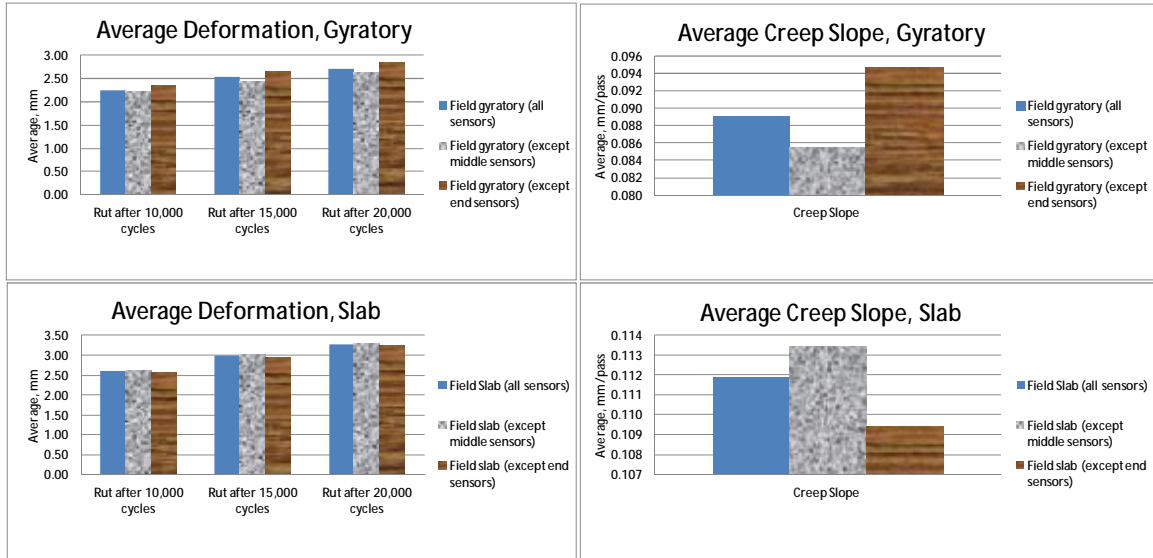 Average Deformation, Gyratory
3.00
2.50
2.00
1.50
1.00
0.50
0.00
Average, mm
Rut after 10,000
cycles
Rut after 15,000
cycles
Rut after 20,000
cycles
Field gyratory (all
sensors)
Field gyratory (except
middle sensors)
Field gyratory (except
end sensors)
Average Creep Slope, Gyratory
0.096
0.094
0.092
0.090
0.088
0.086
0.084
0.082
0.080
Average, mm/pass
Creep Slope
Field gyratory (all
sensors)
Field gyratory (except
middle sensors)
Field gyratory (except
end sensors)
Average Deformation, Slab
3.50
3.00
2.50
2.00
1.50
1.00
0.50
0.00
Average, mm
Rut after 10,000
cycles
Rut after 15,000
cycles
Rut after 20,000
cycles
Field Slab (all sensors)
Field slab (except
middle sensors)
Field slab (except end
sensors)
Average Creep Slope, Slab
0.114
0.113
0.112
0.111
0.110
0.109
0.108
0.107
Average, mm/pass
Creep Slope
Field Slab (all sensors)
Field slab (except
middle sensors)
Field slab (except end
sensors)